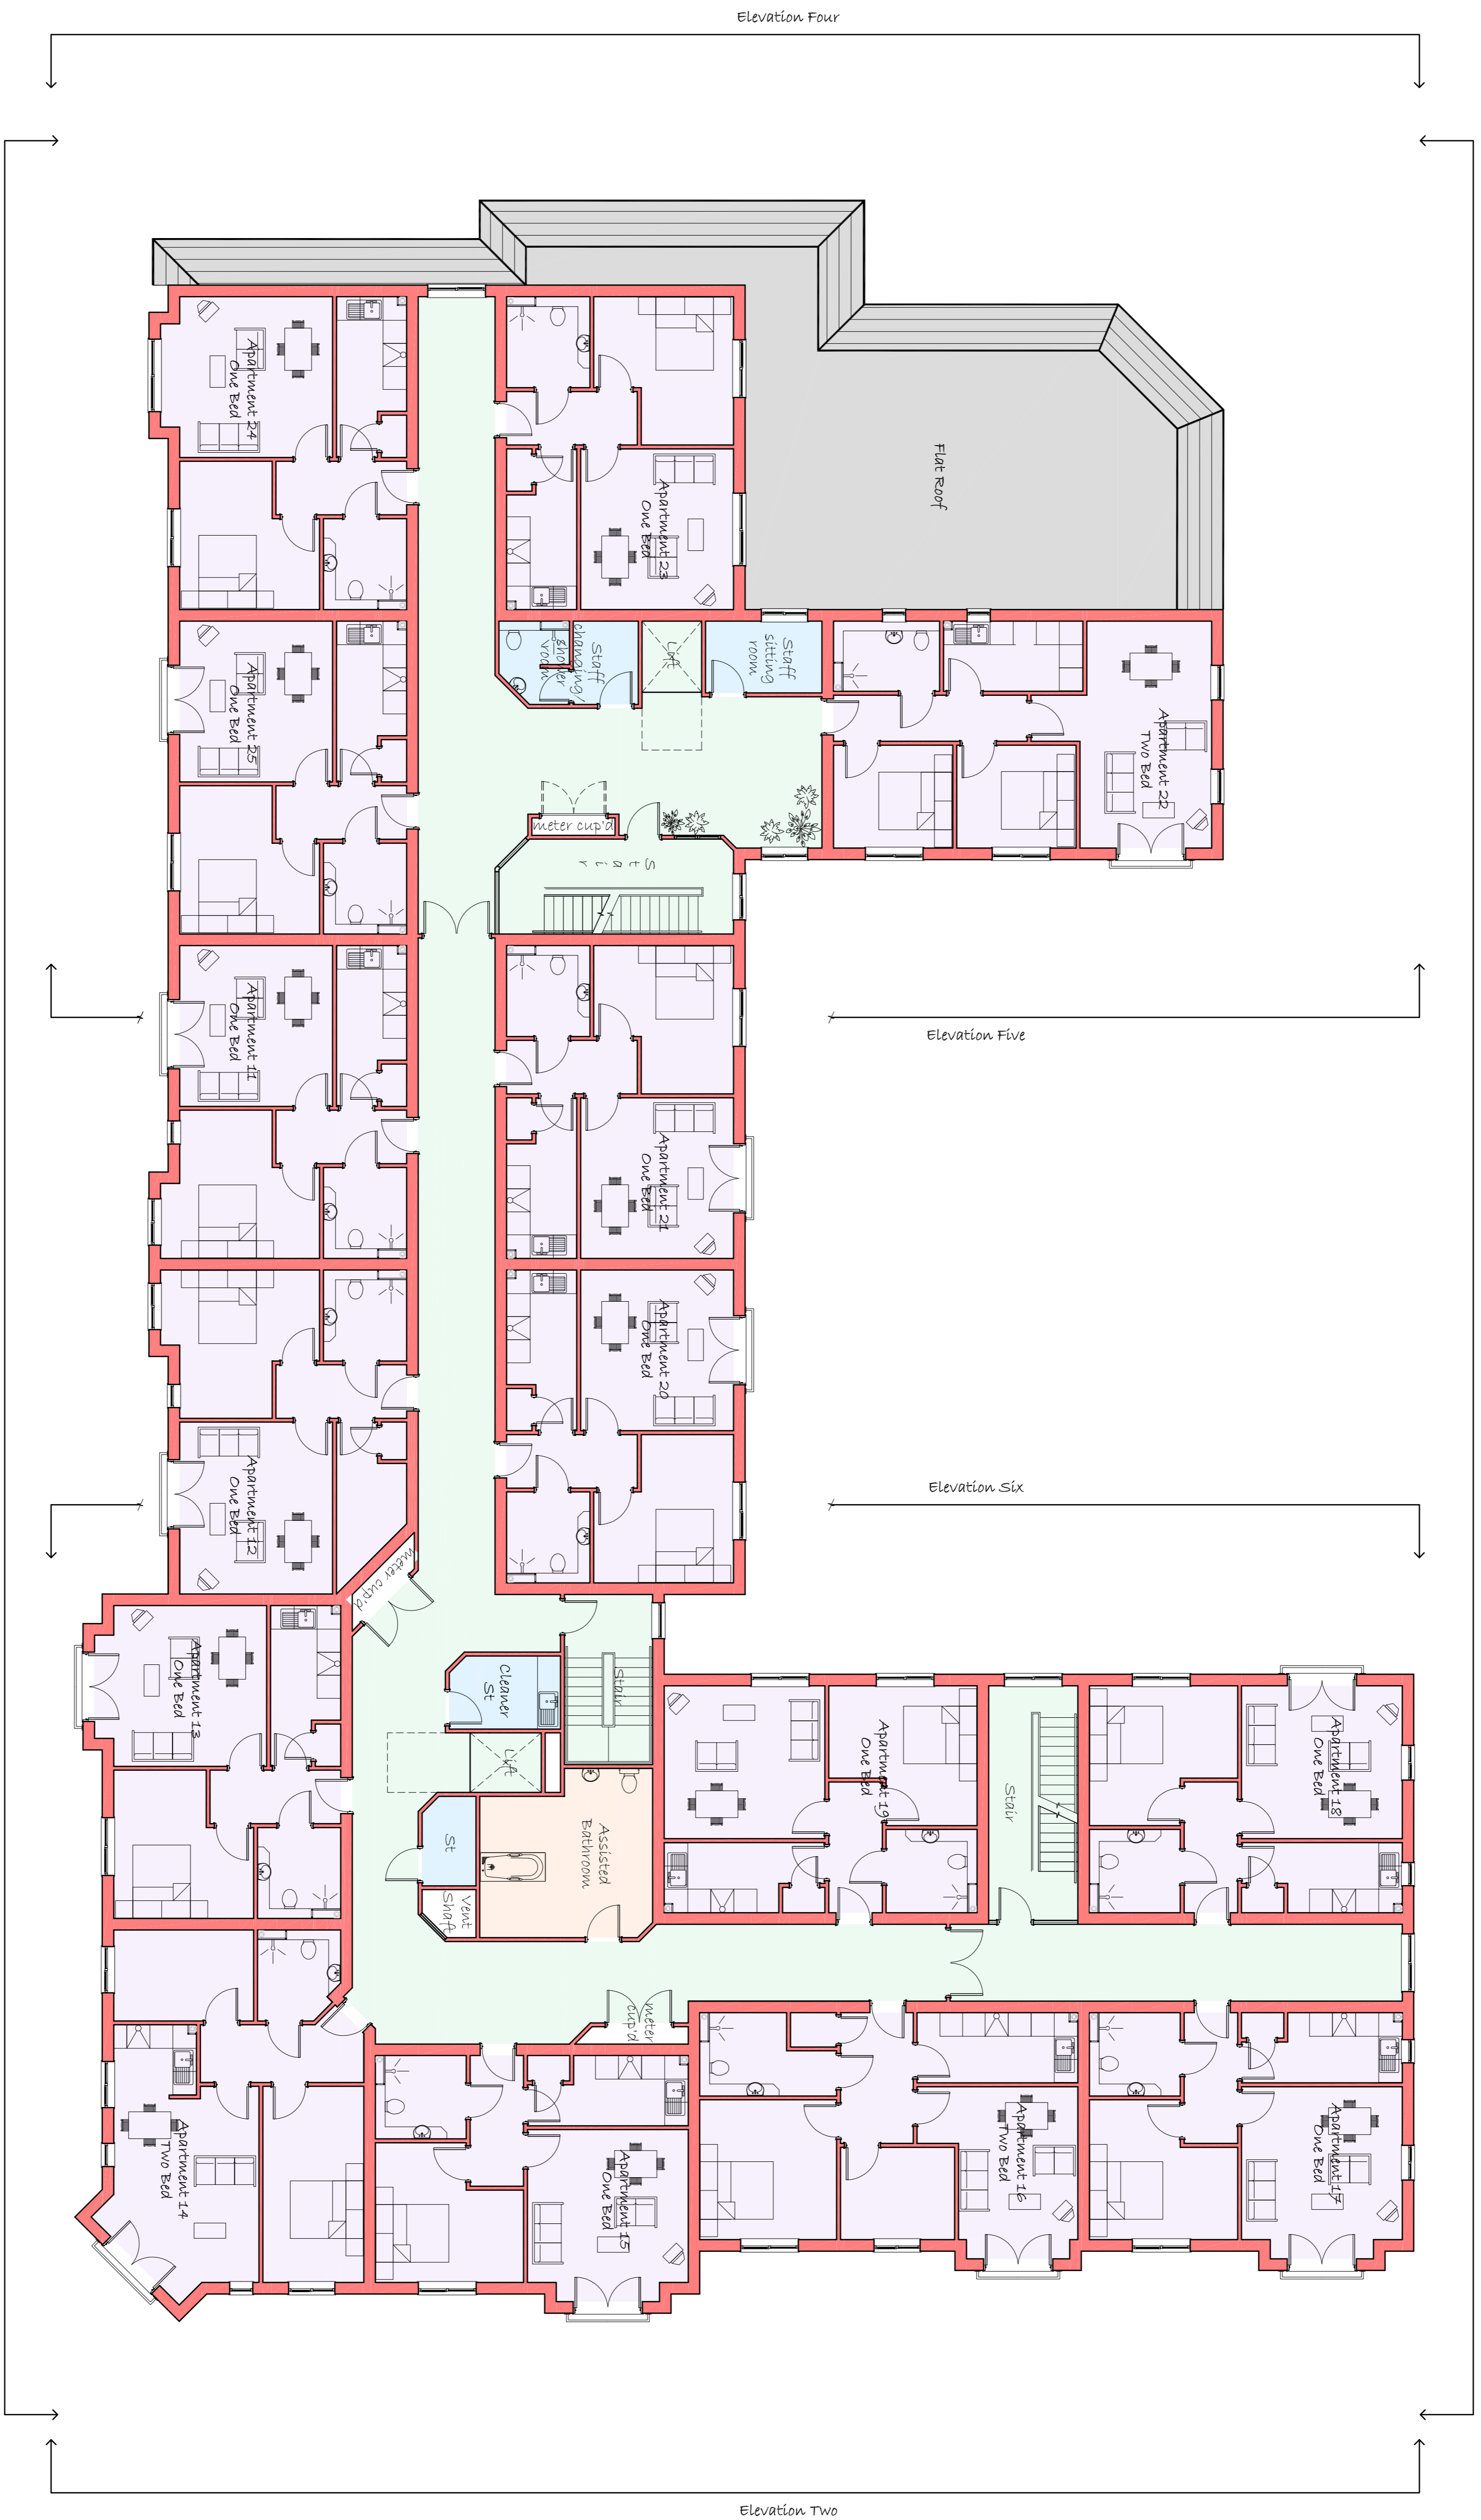 Elevation Four
Flat Roof
Apartment 24
One Bed
Apartment 23
One Bed
Staff
changing/
shower
room
Lift
Staff
sitting
room
Apartment 25
One Bed
Apartment 22
Two Bed
meter cup'd
Stair
Apartment 11
One Bed
Elevation Five
Apartment 21
One Bed
Apartment 20
One Bed
Apartment 12
One Bed
Elevation Six
meter cup'd
Apartment 13
One Bed
Cleaner
St
Stair
Lift
Apartment 19
One Bed
Stair
Apartment 18
One Bed
St
Assisted
Bathroom
Vent
Shaft
meter
cup'd
Apartment 14
Two Bed
Apartment 15
One Bed
Apartment 16
Two Bed
Apartment 17
One Bed
Elevation Two